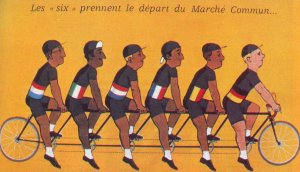 Les « six » prennent le départ du Marché Commun...